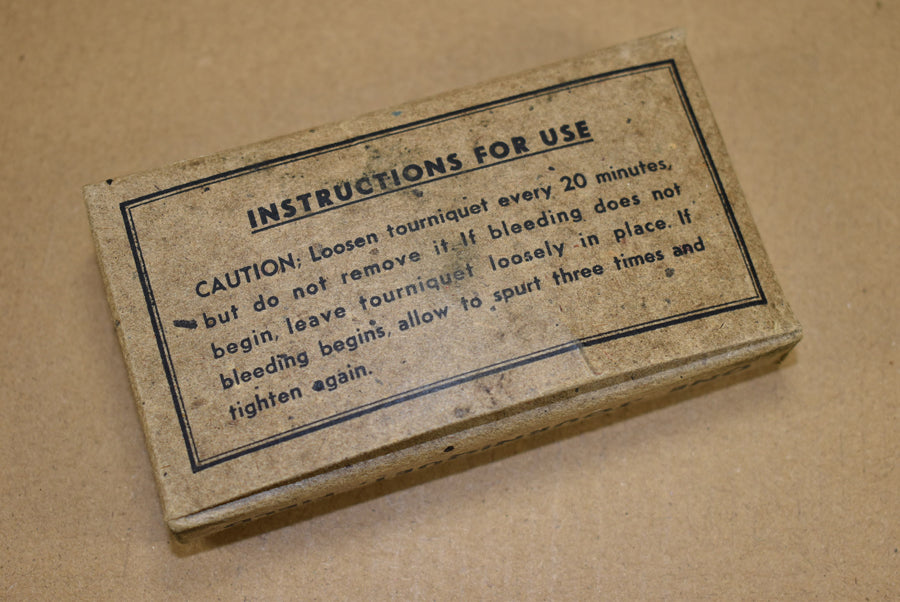 INSTRUCTIONS FOR USE
CAUTION; Loosen tourniquet every 20 minutes,
but do not remove it. If bleeding does not
begin, leave tourniquet loosely in place. If
bleeding begins, allow to spurt three times and
tighten again.